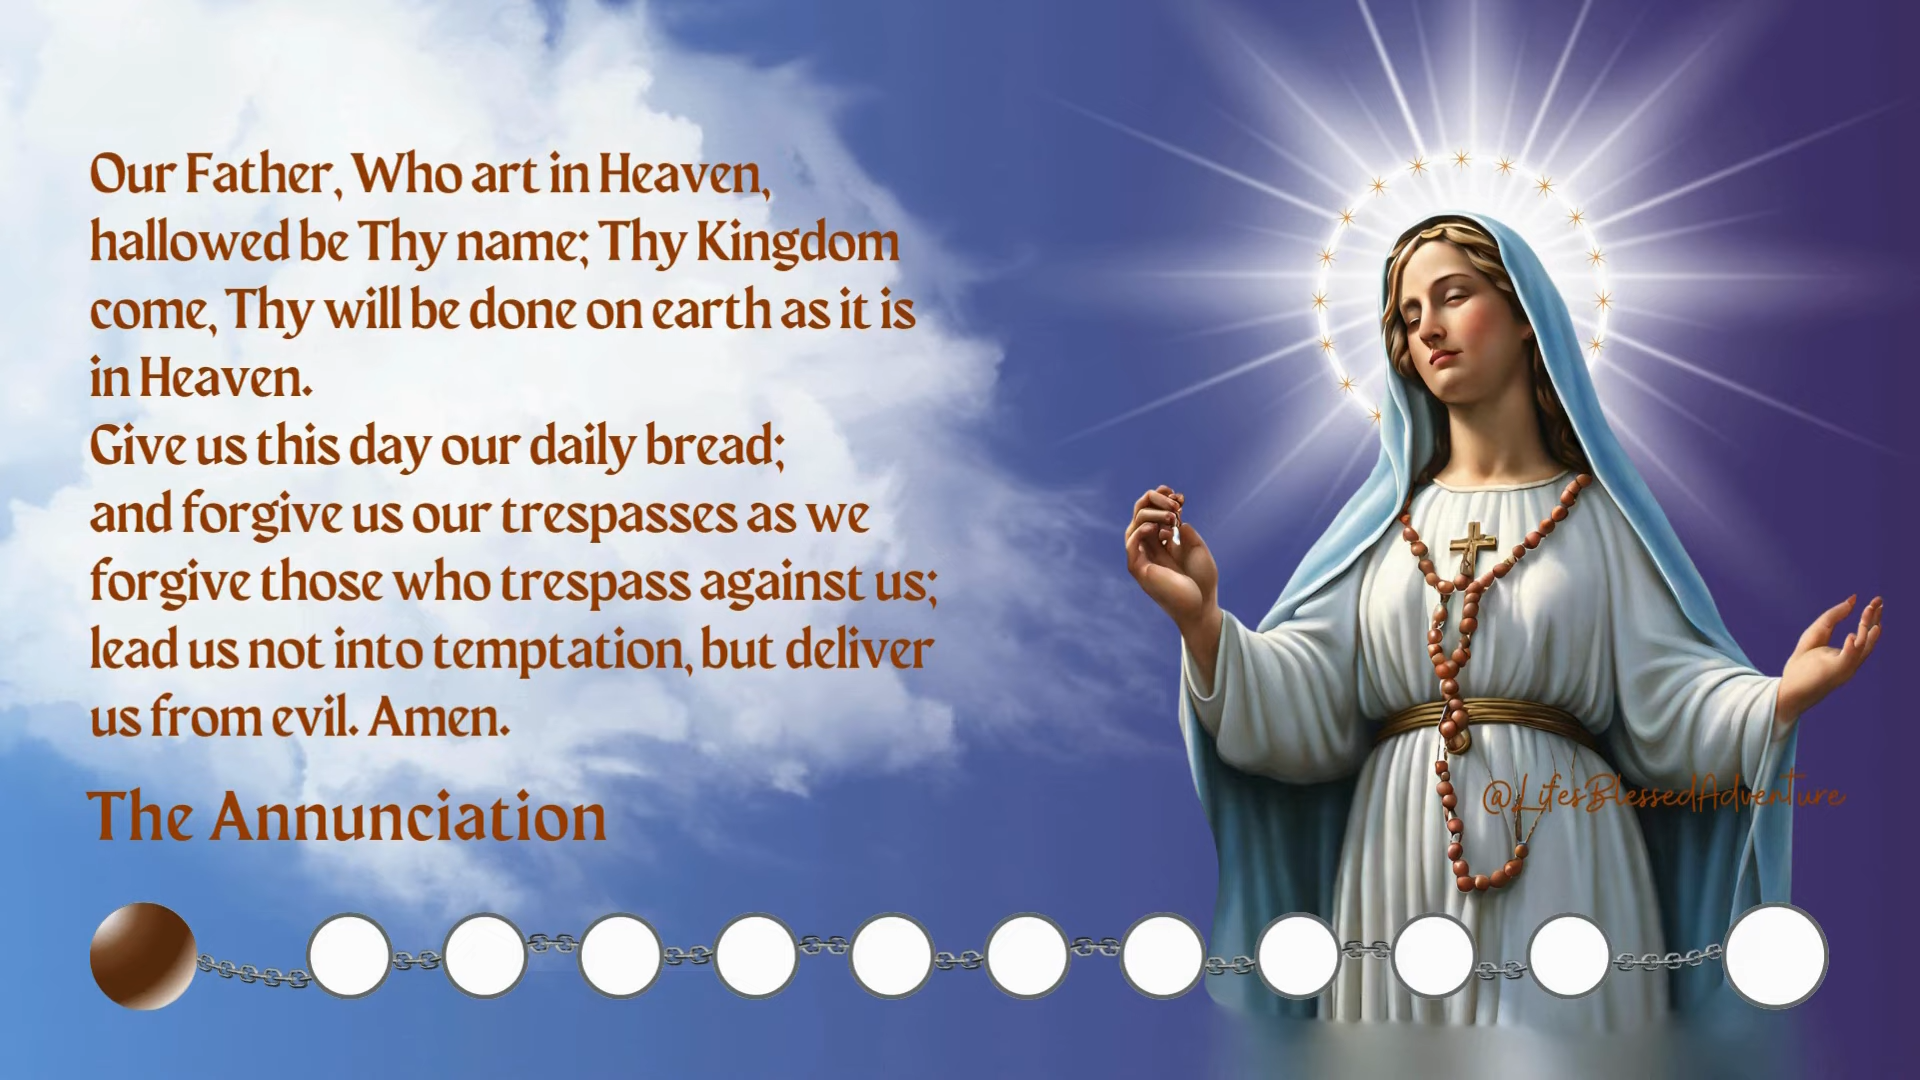 Our Father, Who art in Heaven,
hallowed be Thy name; Thy Kingdom
come, Thy will be done on earth as it is
in Heaven.
Give us this day our daily bread;
and forgive us our trespasses as we
forgive those who trespass against us;
lead us not into temptation, but deliver
us from evil. Amen.
The Annunciation
@LifesBlessedAdventure